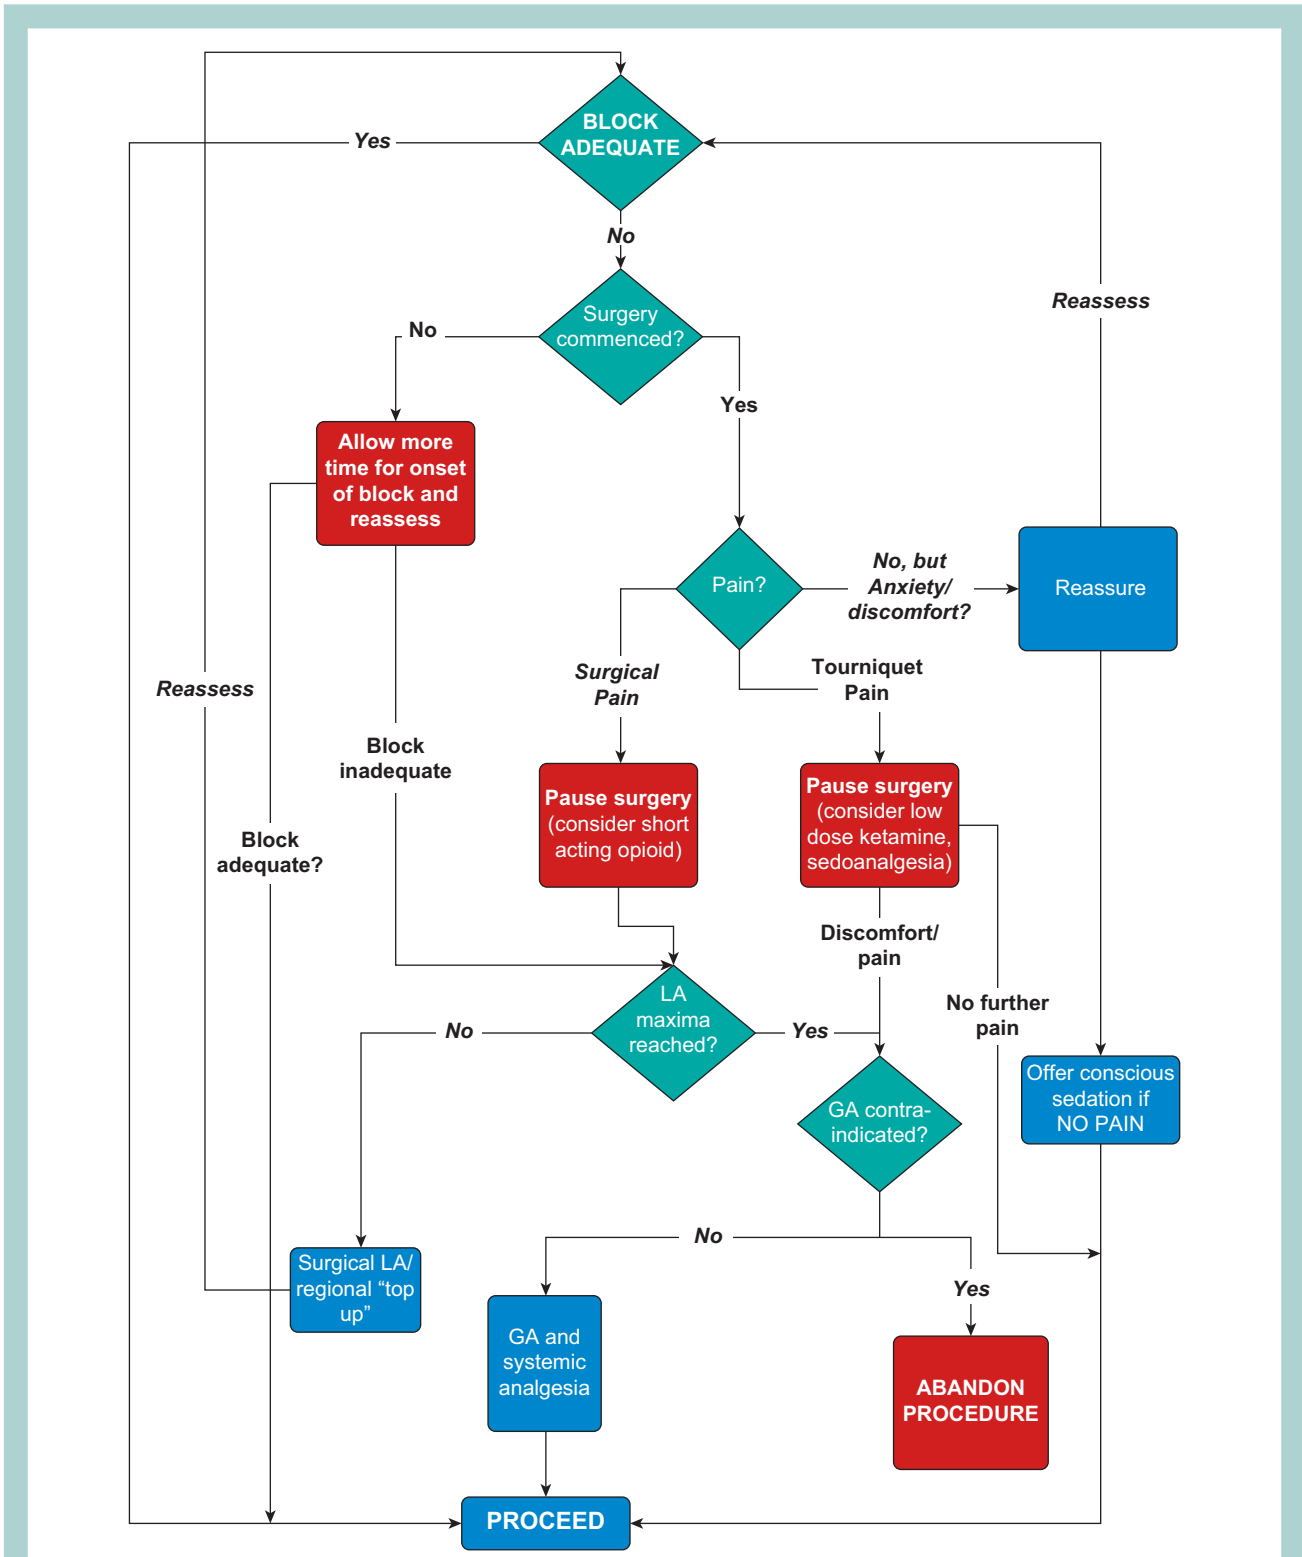 BLOCK
ADEQUATE
Yes
No
Surgery
commenced?
No
Yes
Reassess
Allow more
time for onset
of block and
reassess
Pain?
No, but
Anxiety/
discomfort?
Reassure
Surgical
Pain
Tourniquet
Pain
Reassess
Block
inadequate
Block
adequate?
Pause surgery
(consider short
acting opioid)
Pause surgery
(consider low
dose ketamine,
sedoanalgesia)
Discomfort/
pain
No further
pain
LA
maxima
reached?
No
Yes
GA contra-
indicated?
Offer conscious
sedation if
NO PAIN
No
Yes
Surgical LA/
regional “top
up”
GA and
systemic
analgesia
ABANDON
PROCEDURE
PROCEED